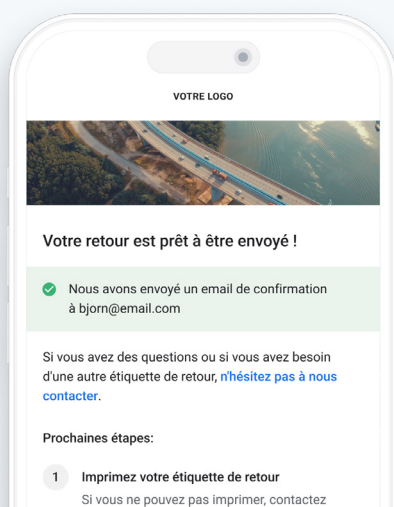 VOTRE LOGO
Votre retour est prêt à être envoyé !
Nous avons envoyé un email de confirmation
à bjorn@email.com
Si vous avez des questions ou si vous avez besoin
d'une autre étiquette de retour, n'hésitez pas à nous
contacter.
Prochaines étapes:
1 Imprimez votre étiquette de retour
Si vous ne pouvez pas imprimer, contactez